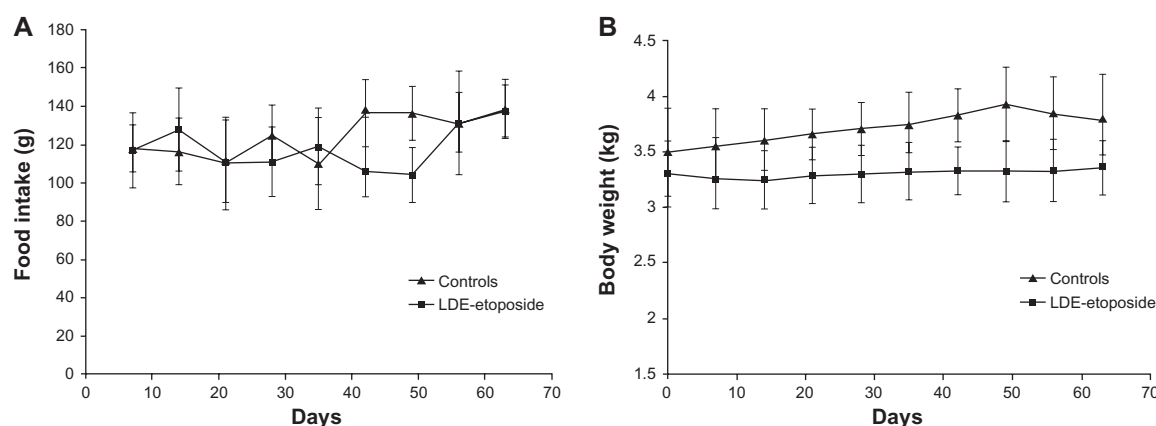 A
Food intake (g)
180
160
140
120
100
80
60
40
20
0
0 10 20 30 40 50 60 70
Days
Controls
LDE-etoposide
B
Body weight (kg)
4.5
4
3.5
3
2.5
2
1.5
0 10 20 30 40 50 60 70
Days
Controls
LDE-etoposide